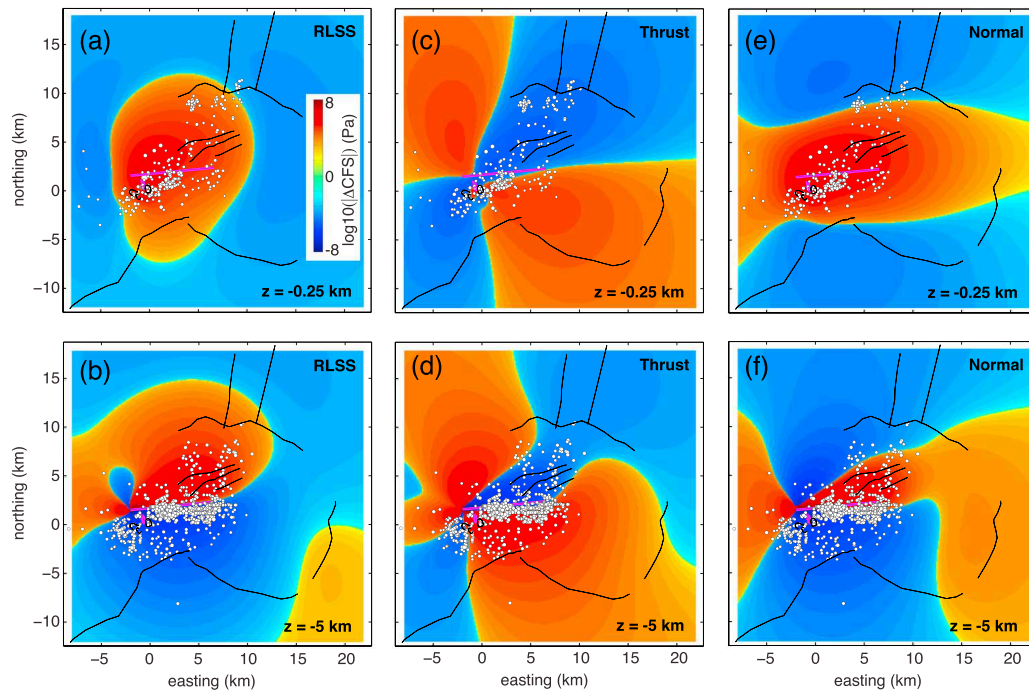 (a)
RLSS
(c)
Thrust
(e)
Normal
15
10
5
0
−5
−10
northing (km)
8
0
-8
log10(|ΔCFS|) (Pa)
z = -0.25 km
z = -0.25 km
z = -0.25 km
(b)
RLSS
(d)
Thrust
(f)
Normal
15
10
5
0
−5
−10
northing (km)
z = -5 km
z = -5 km
z = -5 km
−5 0 5 10 15 20
−5 0 5 10 15 20
−5 0 5 10 15 20
easting (km)
easting (km)
easting (km)